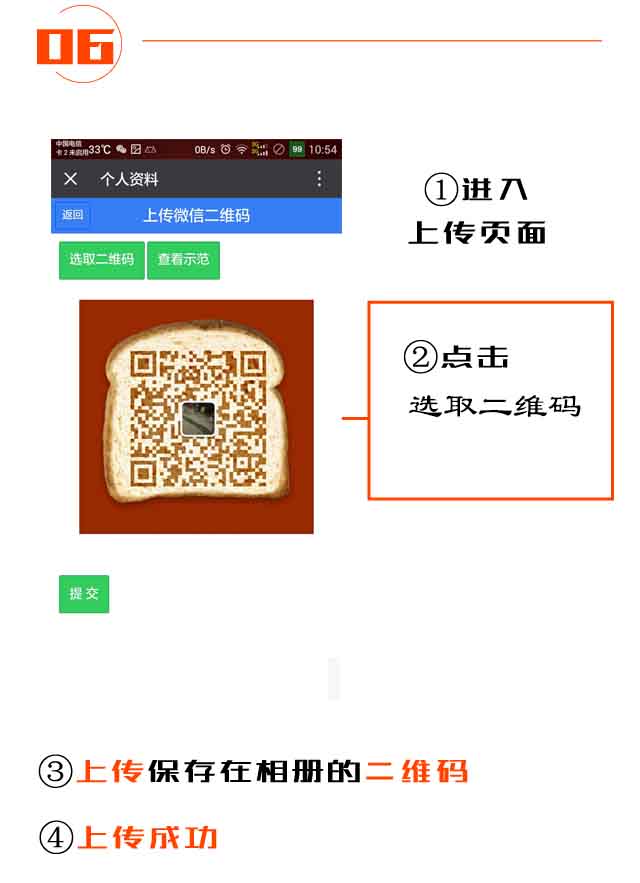 06
中国电信
卡2未启用 33℃ 0B/s 99 10:54
个人资料
返回 上传微信二维码
选取二维码 查看示范
提 交
①进入
上传页面
②点击
选取二维码
③上传保存在相册的二维码
④上传成功